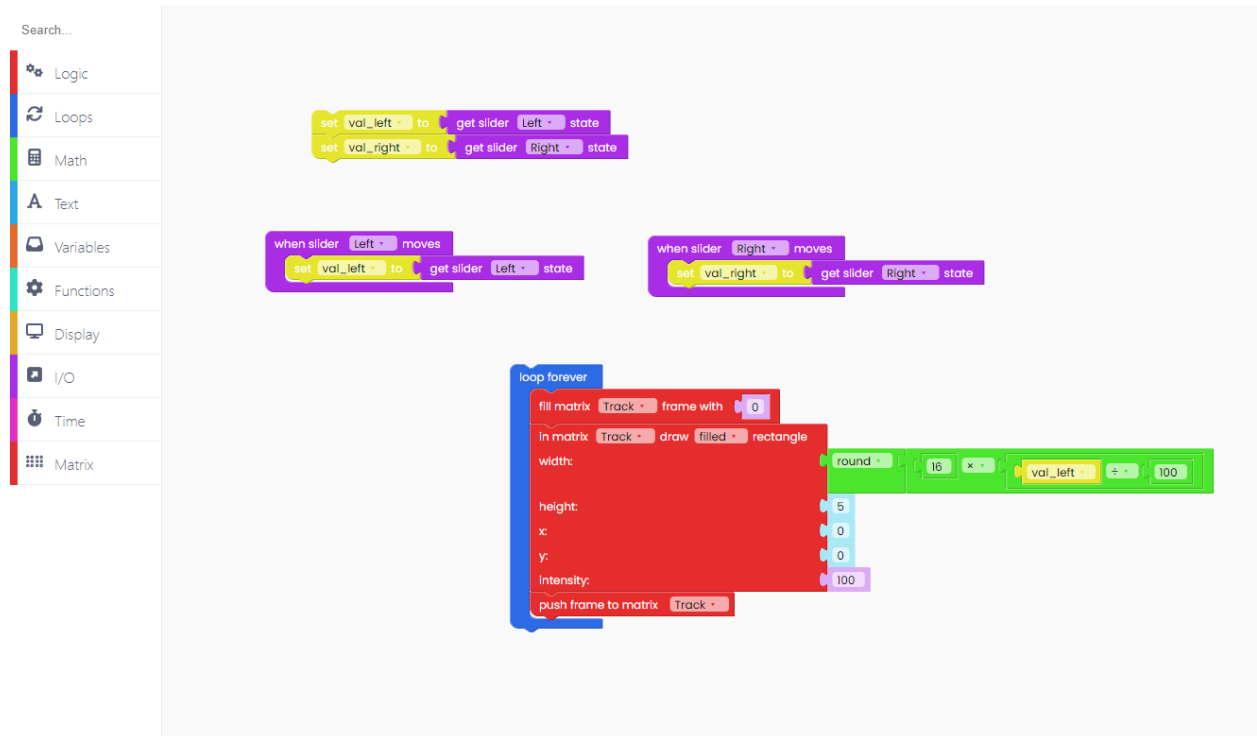 Search...
Logic
Loops
Math
Text
Variables
Functions
Display
I/O
Time
Matrix
set val_left to get slider Left state
set val_right to get slider Right state
when slider Left moves
set val_left to get slider Left state
when slider Right moves
set val_right to get slider Right state
loop forever
fill matrix Track frame with 0
in matrix Track draw filled rectangle
width: round 16 × val_left ÷ 100
height: 5
x: 0
y: 0
intensity: 100
push frame to matrix Track